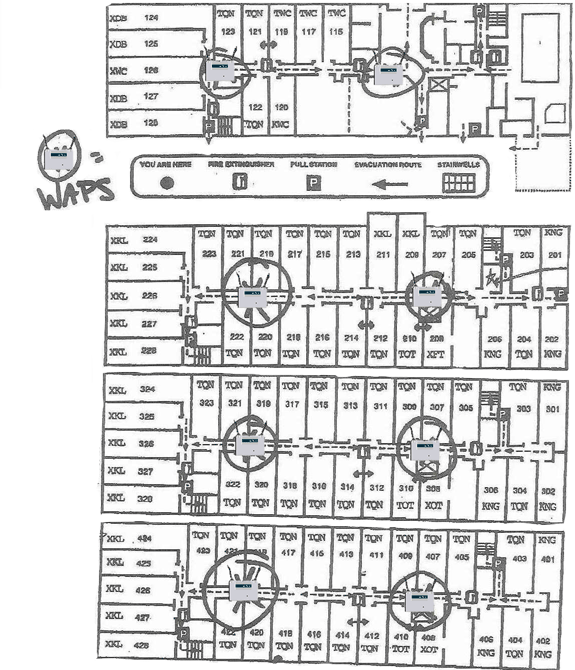 XDB 124
TQN 123
TQN 121
TWC 119
TWC 117
TWC 115
XDB 125
XWC 126
XDB 127
XDB 128
122 TQN
120 KWC
WAPS =
YOU ARE HERE FIRE EXTINGUISHER PULL STATION EVACUATION ROUTE STAIRWELLS
P
XKL 224
TQN 223
TQN 221
TQN 219
TQN 217
TQN 215
TQN 213
XKL 211
XKL 209
TQN 207
TQN 205
TQN 203
KNG 201
XKL 225
XKL 226
XKL 227
XKL 228
222 TQN
220 TQN
218 TQN
216 TQN
214 TQN
212 TQN
210 TOT
208 XPT
206 KNG
204 TQN
202 KNG
XKL 324
TQN 323
TQN 321
TQN 319
TQN 317
TQN 315
TQN 313
TQN 311
TQN 309
TQN 307
TQN 305
TQN 303
KNG 301
XKL 325
XKL 326
XKL 327
XKL 328
322 TQN
320 TQN
318 TQN
316 TQN
314 TQN
312 TQN
310 TOT
308 XOT
306 KNG
304 TQN
302 KNG
XKL 424
TQN 423
TQN 417
TQN 415
TQN 413
TQN 411
TQN 409
TQN 407
TQN 405
TQN 403
KNG 401
XKL 425
XKL 426
XKL 427
XKL 428
422 TQN
420 TQN
418 TQN
416 TQN
414 TQN
412 TQN
410 TOT
408 XOT
406 KNG
404 TQN
402 KNG